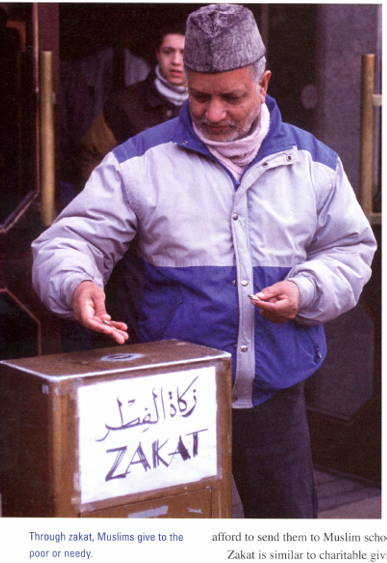 زكاة الفطر
ZAKAT
Through zakat, Muslims give to the
poor or needy.
afford to send them to Muslim scho
Zakat is similar to charitable givi